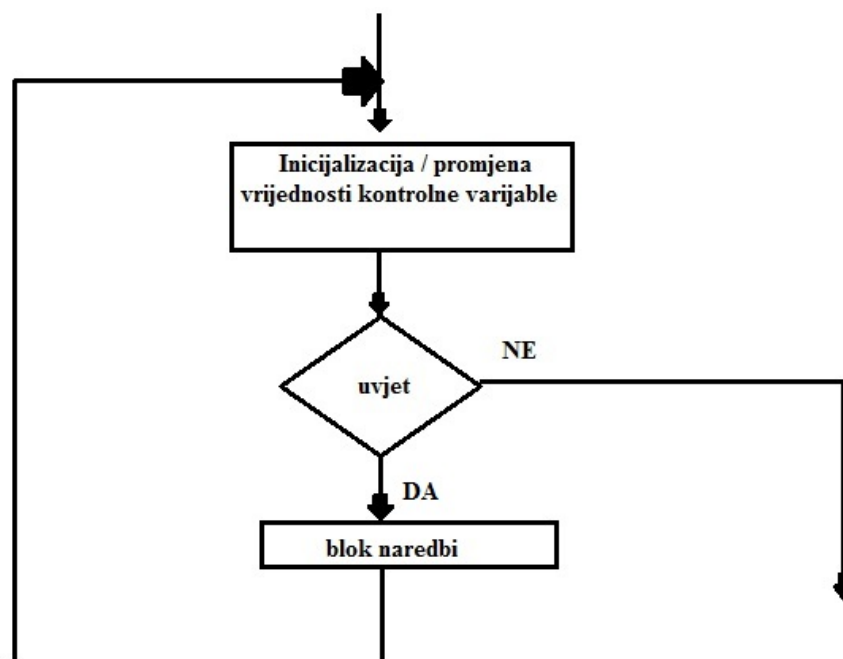 Inicijalizacija / promjena
vrijednosti kontrolne varijable
uvjet
NE
DA
blok naredbi